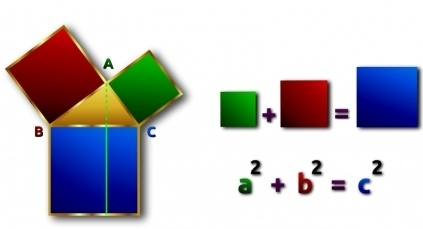 A
B
C
+ =
a² + b² = c²